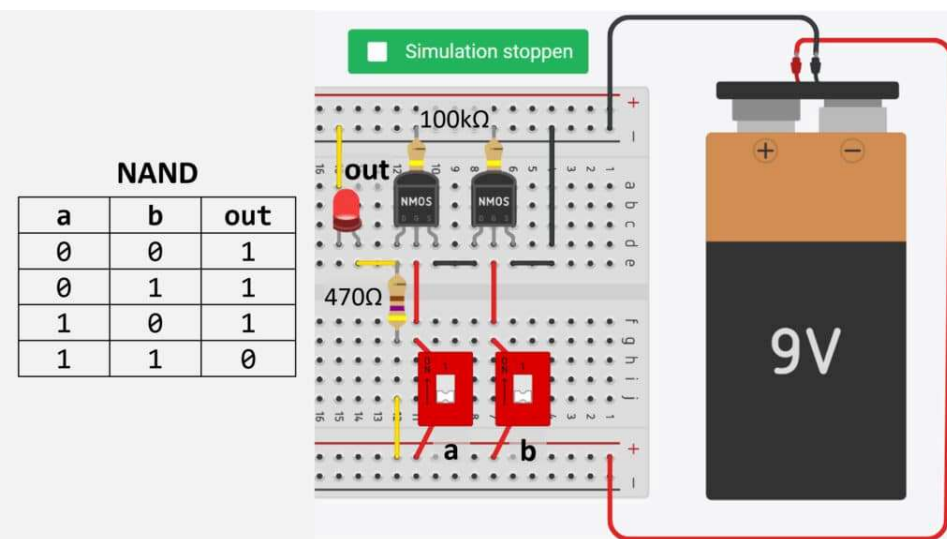 Simulation stoppen
NAND
a b out
0 0 1
0 1 1
1 0 1
1 1 0
100kΩ
out
NMOS
NMOS
470Ω
a
b
+
−
9V